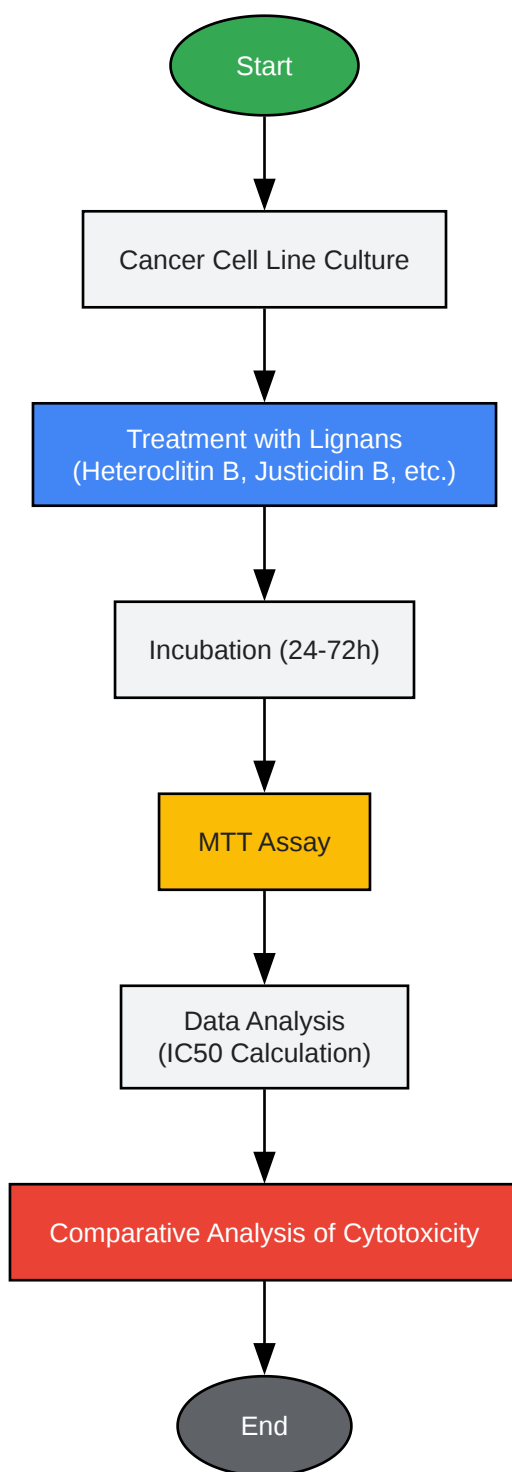 Start
Cancer Cell Line Culture
Treatment with Lignans
(Heteroclitin B, Justicidin B, etc.)
Incubation (24-72h)
MTT Assay
Data Analysis
(IC50 Calculation)
Comparative Analysis of Cytotoxicity
End